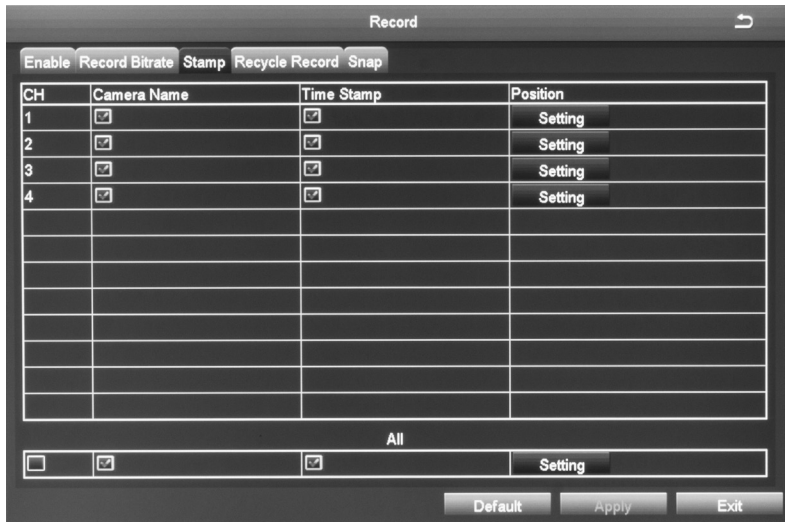 Record
Enable Record Bitrate Stamp Recycle Record Snap
CH Camera Name Time Stamp Position
1 Setting
2 Setting
3 Setting
4 Setting
All
Setting
Default Apply Exit